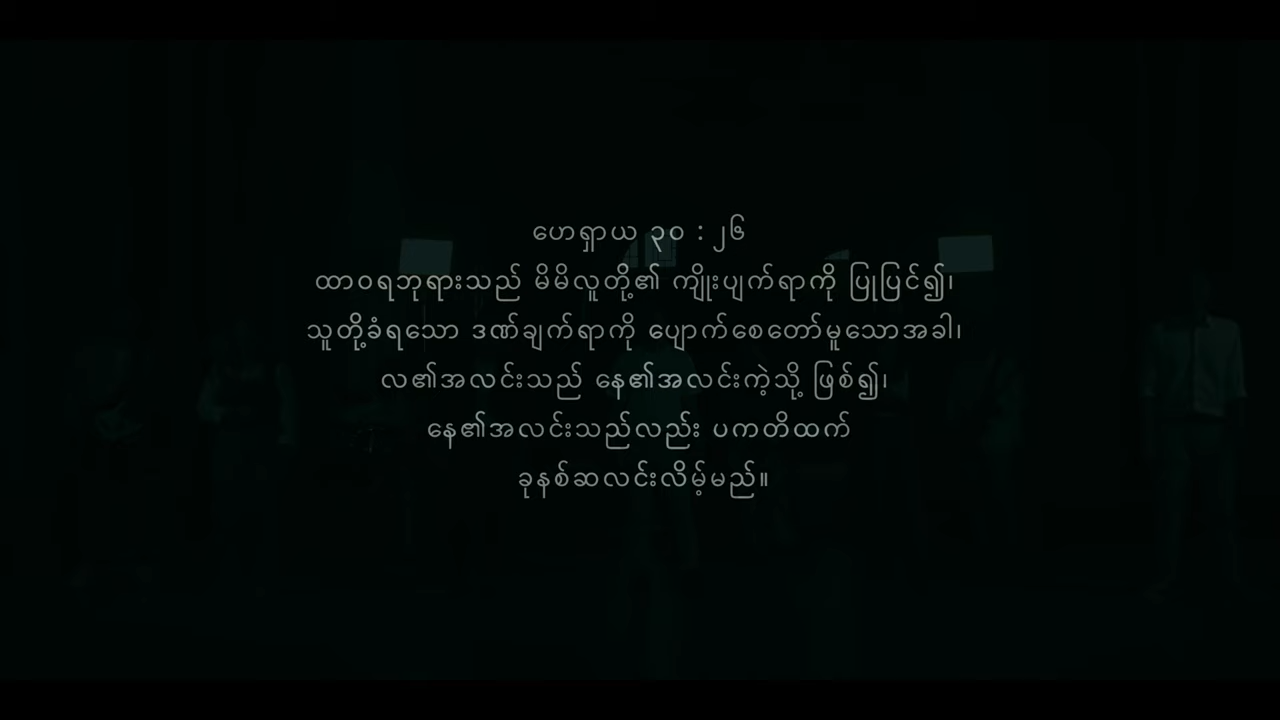 ဟေရှာယ ၃၀ : ၂၆
ထာဝရဘုရားသည် မိမိလူတို့၏ ကျိုးပျက်ရာကို ပြုပြင်၍၊
သူတို့ခံရသော ဒဏ်ချက်ရာကို ပျောက်စေတော်မူသောအခါ၊
လ၏အလင်းသည် နေ၏အလင်းကဲ့သို့ ဖြစ်၍၊
နေ၏အလင်းသည်လည်း ပကတိထက်
ခုနစ်ဆလင်းလိမ့်မည်။